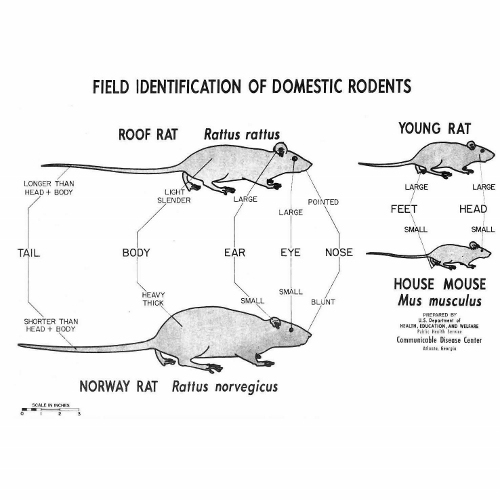 FIELD IDENTIFICATION OF DOMESTIC RODENTS
ROOF RAT Rattus rattus
YOUNG RAT
LONGER THAN
HEAD + BODY
LIGHT
SLENDER
LARGE
LARGE
POINTED
LARGE
LARGE
FEET
HEAD
SMALL
SMALL
TAIL
BODY
EAR
EYE
NOSE
HEAVY
THICK
SMALL
SMALL
BLUNT
SHORTER THAN
HEAD + BODY
HOUSE MOUSE
Mus musculus
PREPARED BY
U.S. Department of
HEALTH, EDUCATION, AND WELFARE
Public Health Service
Communicable Disease Center
Atlanta, Georgia
NORWAY RAT Rattus norvegicus
SCALE IN INCHES
0 1 2 3